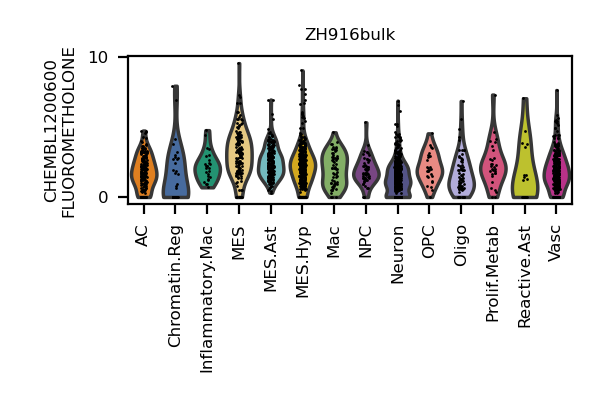 ZH916bulk
CHEMBL1200600
FLUOROMETHOLONE
10
0
AC
Chromatin.Reg
Inflammatory.Mac
MES
MES.Ast
MES.Hyp
Mac
NPC
Neuron
OPC
Oligo
Prolif.Metab
Reactive.Ast
Vasc